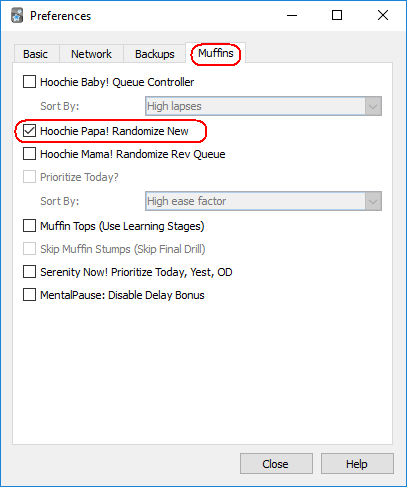 Preferences
Basic Network Backups Muffins
Hoochie Baby! Queue Controller
Sort By: High lapses
Hoochie Papa! Randomize New
Hoochie Mama! Randomize Rev Queue
Prioritize Today?
Sort By: High ease factor
Muffin Tops (Use Learning Stages)
Skip Muffin Stumps (Skip Final Drill)
Serenity Now! Prioritize Today, Yest, OD
MentalPause: Disable Delay Bonus
Close Help